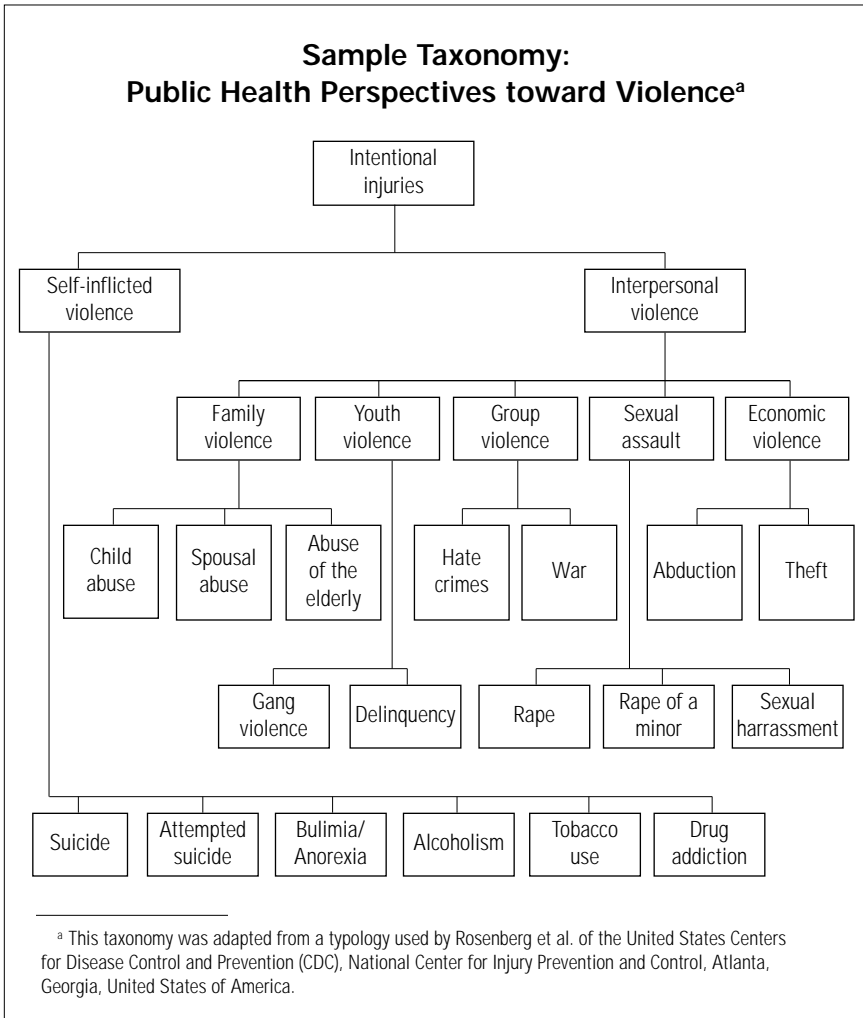 Sample Taxonomy:
Public Health Perspectives toward Violenceᵃ
Intentional
injuries
Self-inflicted
violence
Interpersonal
violence
Family
violence
Youth
violence
Group
violence
Sexual
assault
Economic
violence
Child
abuse
Spousal
abuse
Abuse
of the
elderly
Hate
crimes
War
Abduction
Theft
Gang
violence
Delinquency
Rape
Rape of a
minor
Sexual
harrassment
Suicide
Attempted
suicide
Bulimia/
Anorexia
Alcoholism
Tobacco
use
Drug
addiction
ᵃ This taxonomy was adapted from a typology used by Rosenberg et al. of the United States Centers
for Disease Control and Prevention (CDC), National Center for Injury Prevention and Control, Atlanta,
Georgia, United States of America.